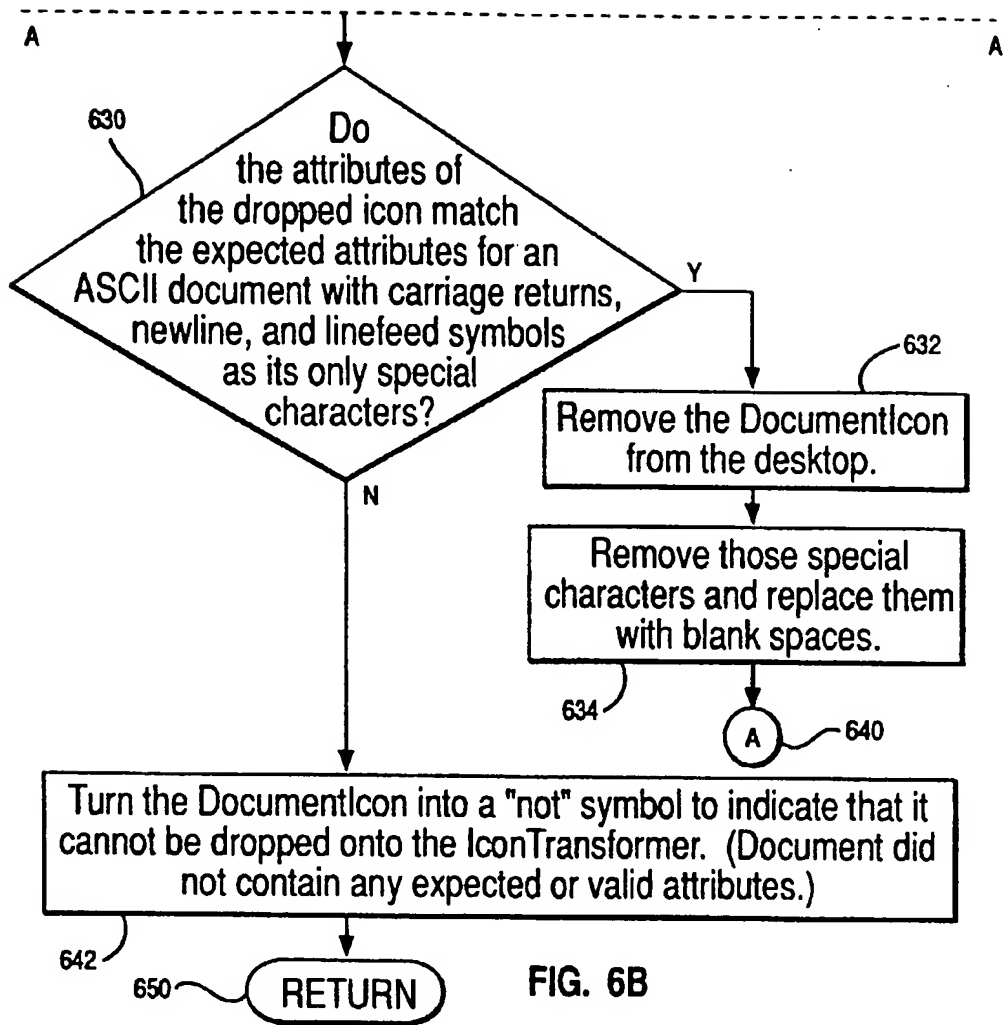 A
A
630
Do
the attributes of
the dropped icon match
the expected attributes for an
ASCII document with carriage returns,
newline, and linefeed symbols
as its only special
characters?
Y
N
632
Remove the DocumentIcon
from the desktop.
Remove those special
characters and replace them
with blank spaces.
634
A
640
Turn the DocumentIcon into a "not" symbol to indicate that it
cannot be dropped onto the IconTransformer. (Document did
not contain any expected or valid attributes.)
642
650
RETURN
FIG. 6B